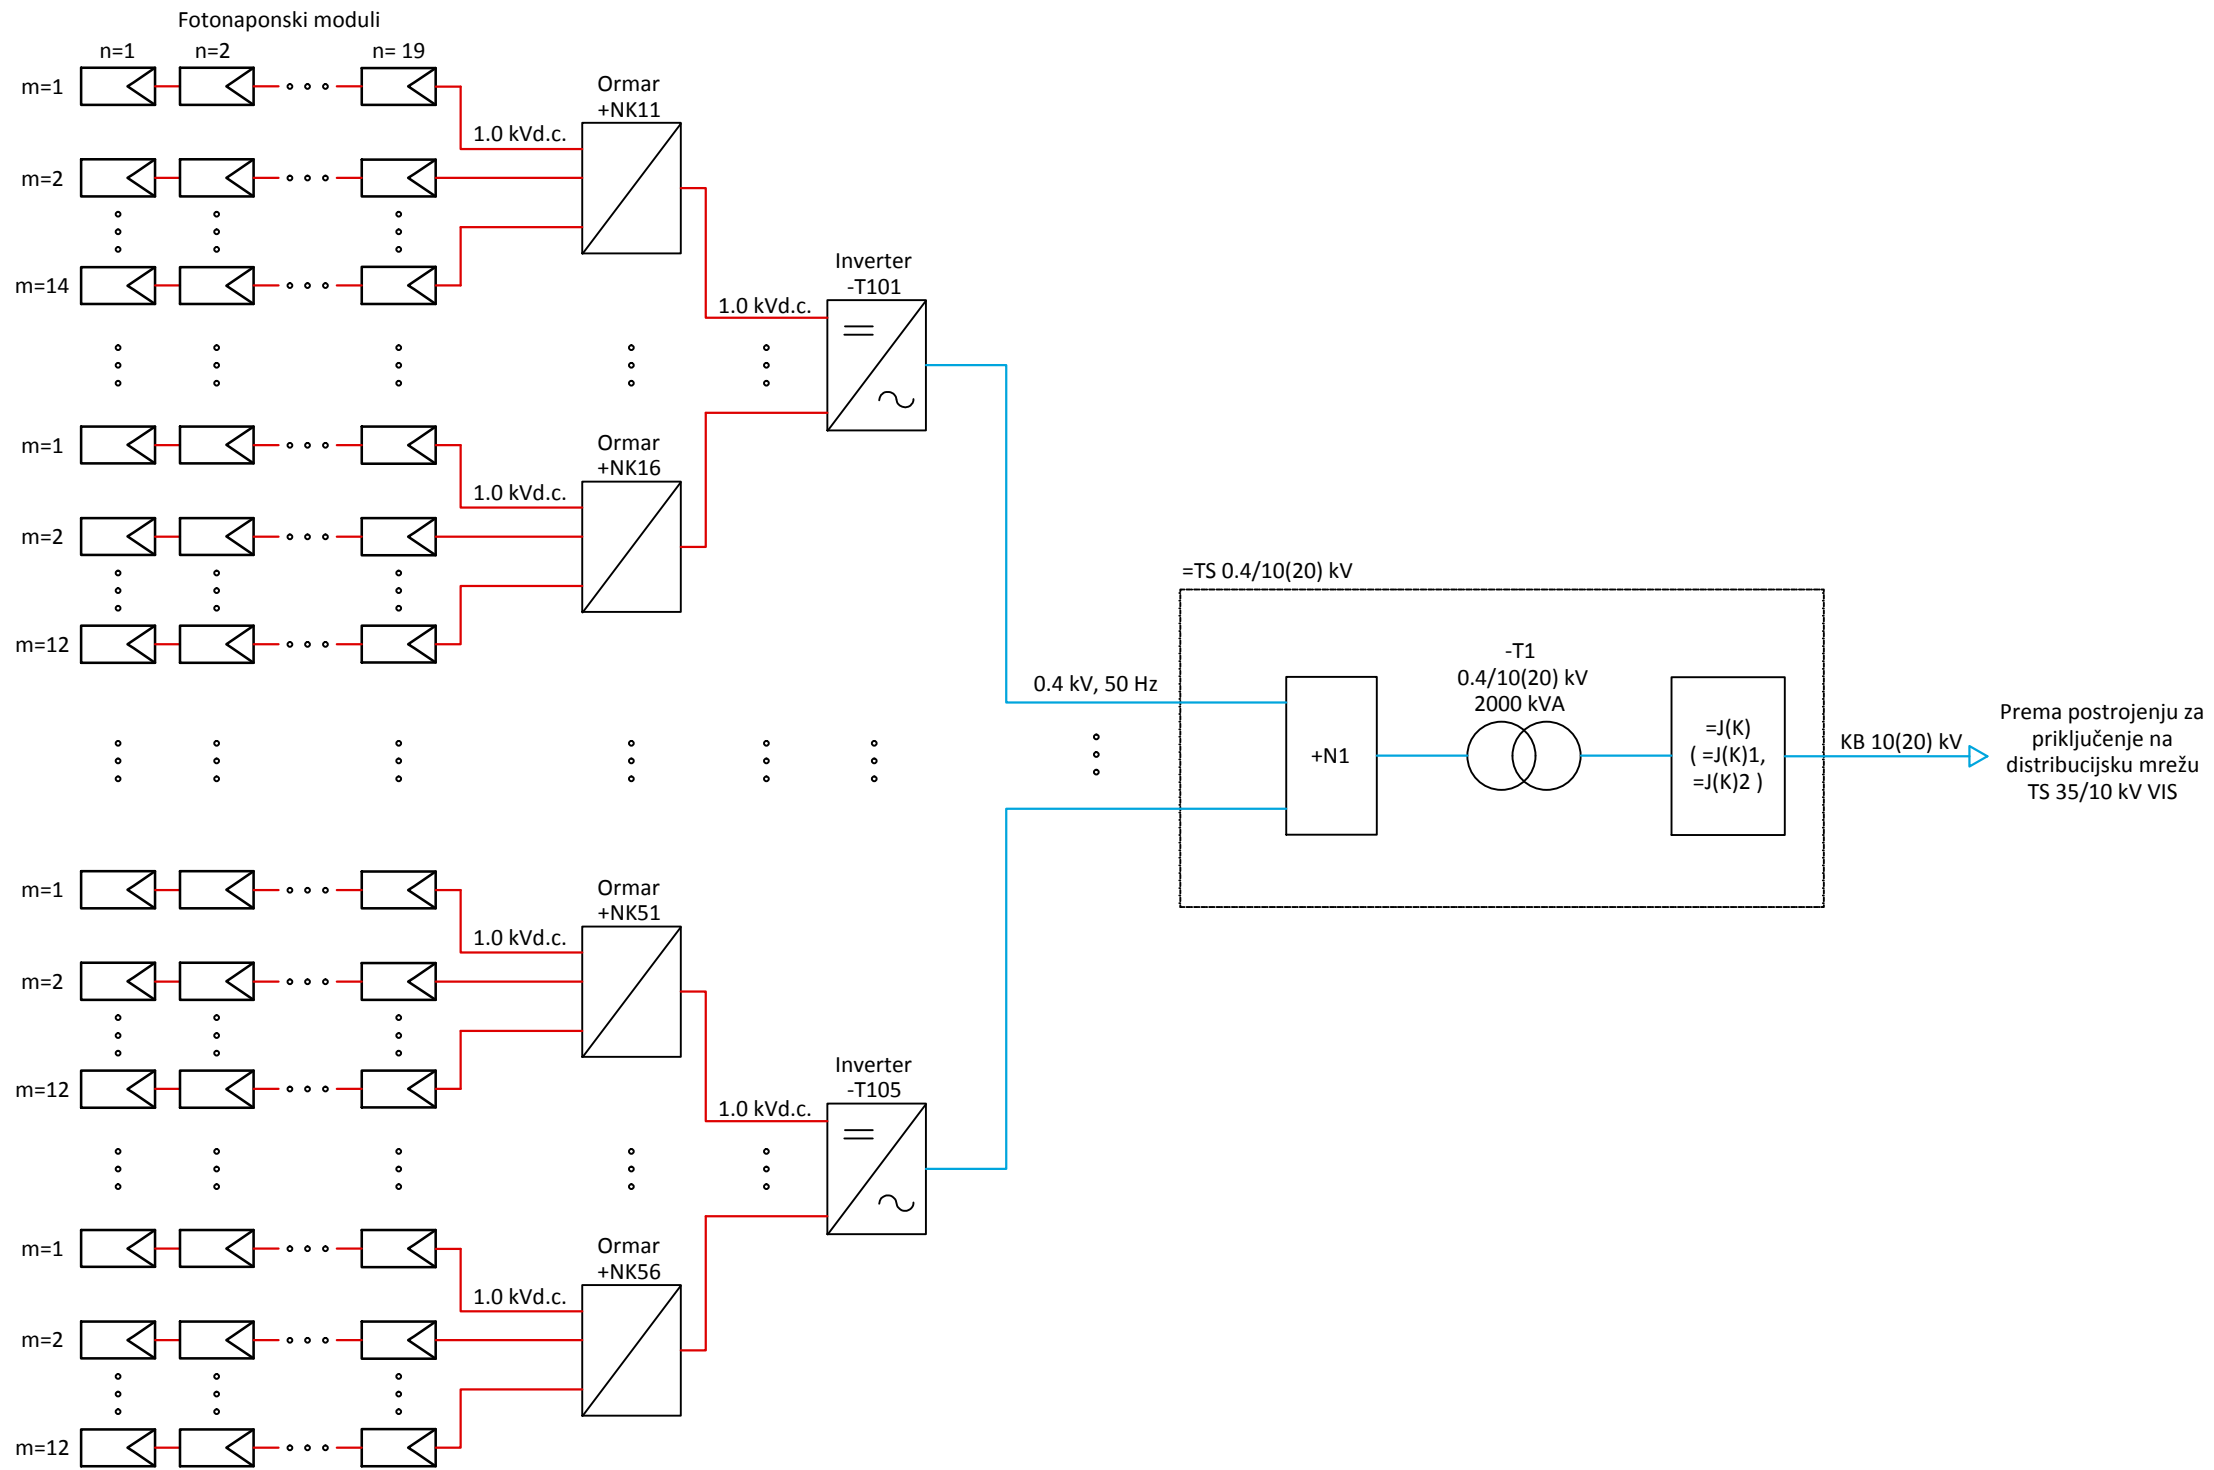 Fotonaponski moduli
n=1
n=2
n= 19
m=1
m=2
m=14
1.0 kVd.c.
Ormar
+NK11
m=1
m=2
m=12
1.0 kVd.c.
Ormar
+NK16
1.0 kVd.c.
Inverter
-T101
m=1
m=2
m=12
1.0 kVd.c.
Ormar
+NK51
m=1
m=2
m=12
1.0 kVd.c.
Ormar
+NK56
1.0 kVd.c.
Inverter
-T105
0.4 kV, 50 Hz
=TS 0.4/10(20) kV
+N1
-T1
0.4/10(20) kV
2000 kVA
=J(K)
( =J(K)1,
=J(K)2 )
KB 10(20) kV
Prema postrojenju za
priključenje na
distribucijsku mrežu
TS 35/10 kV VIS